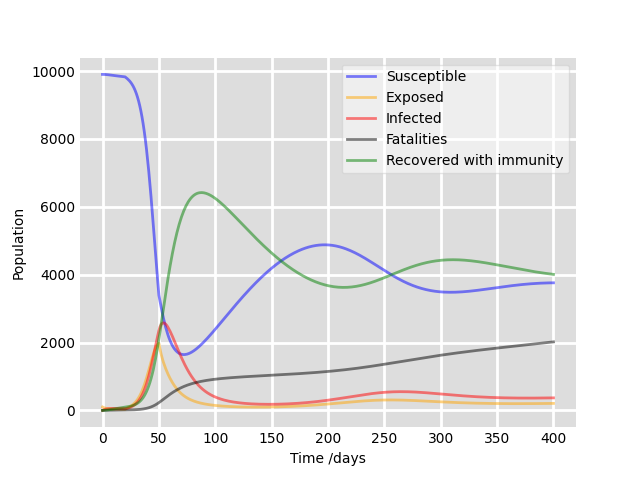 10000
8000
6000
4000
2000
0
Population
Susceptible
Exposed
Infected
Fatalities
Recovered with immunity
0 50 100 150 200 250 300 350 400
Time /days